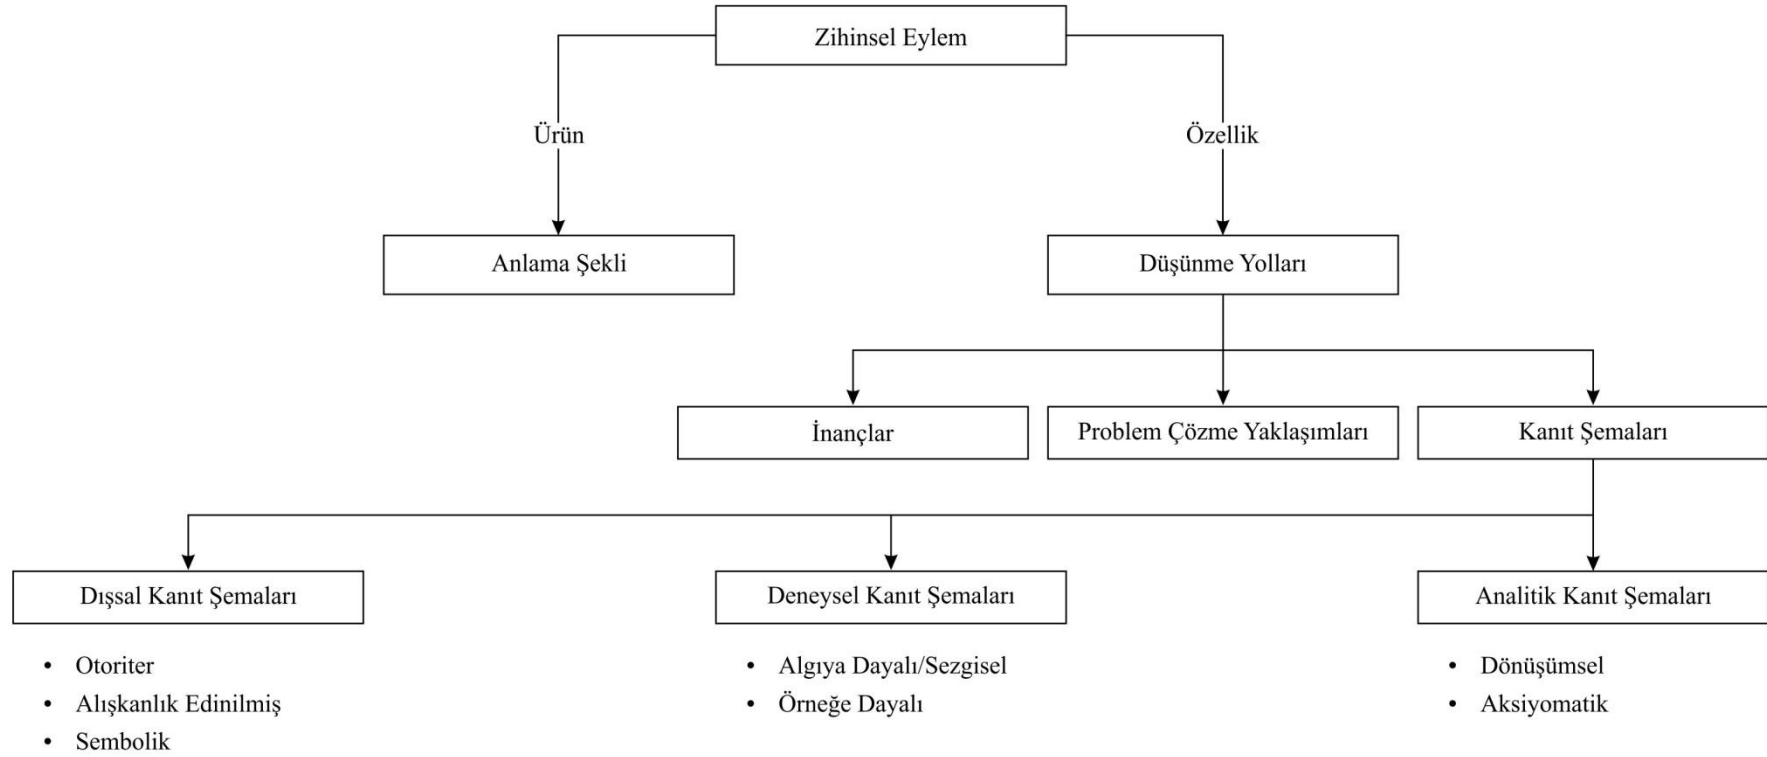 Zihinsel Eylem
Ürün
Özellik
Anlama Şekli
Düşünme Yolları
İnançlar
Problem Çözme Yaklaşımları
Kanıt Şemaları
Dışsal Kanıt Şemaları
Deneysel Kanıt Şemaları
Analitik Kanıt Şemaları
• Otoriter
• Alışkanlık Edinilmiş
• Sembolik
• Algıya Dayalı/Sezgisel
• Örneğe Dayalı
• Dönüşümsel
• Aksiyomatik